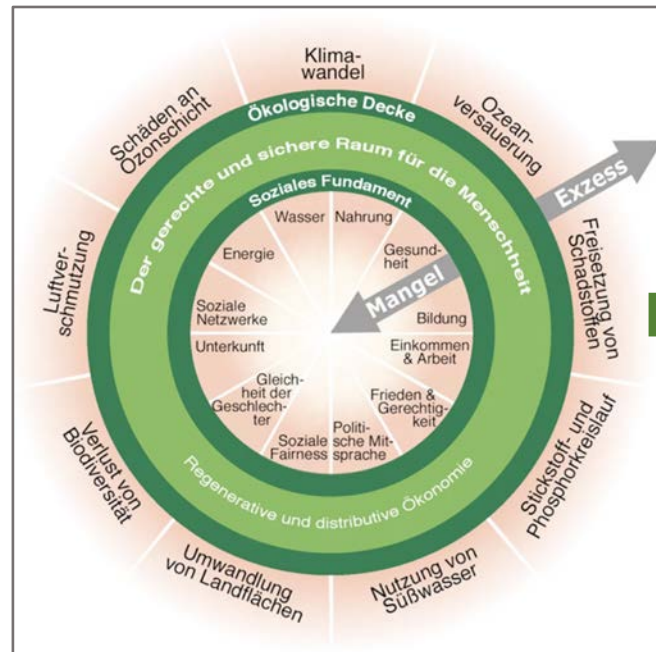 Klima-
wandel
Ozean-
versauerung
Exzess
Freisetzung von
Schadstoffen
Stickstoff- und
Phosphorkreislauf
Nutzung von
Süßwasser
Umwandlung
von Landflächen
Verlust von
Biodiversität
Luftver-
schmutzung
Schäden an
Ozonschicht
Ökologische Decke
Der gerechte und sichere Raum für die Menschheit
Soziales Fundament
Wasser
Nahrung
Gesund-
heit
Mangel
Bildung
Einkommen
& Arbeit
Frieden &
Gerechtig-
keit
Politi-
sche Mit-
sprache
Soziale
Fairness
Gleich-
heit der
Geschlech-
ter
Unterkunft
Soziale
Netzwerke
Energie
Regenerative und distributive Ökonomie